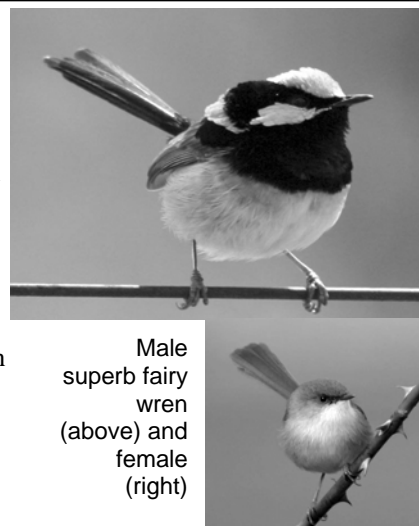 Male
superb fairy
wren
(above) and
female
(right)